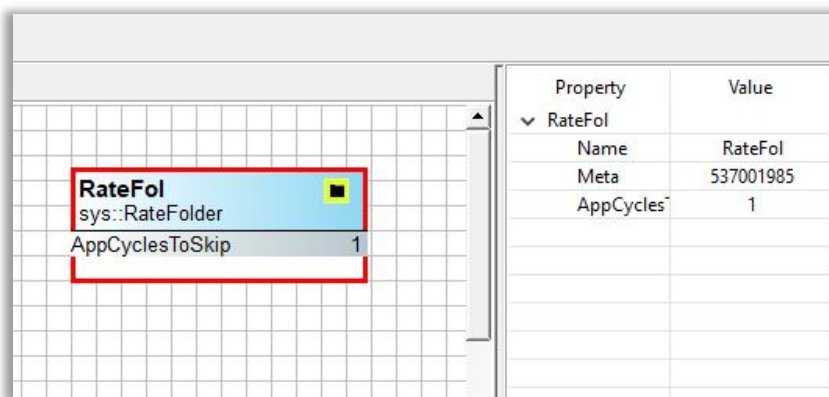 RateFol
sys::RateFolder
AppCyclesToSkip 1
Property Value
RateFol
Name RateFol
Meta 537001985
AppCycles 1